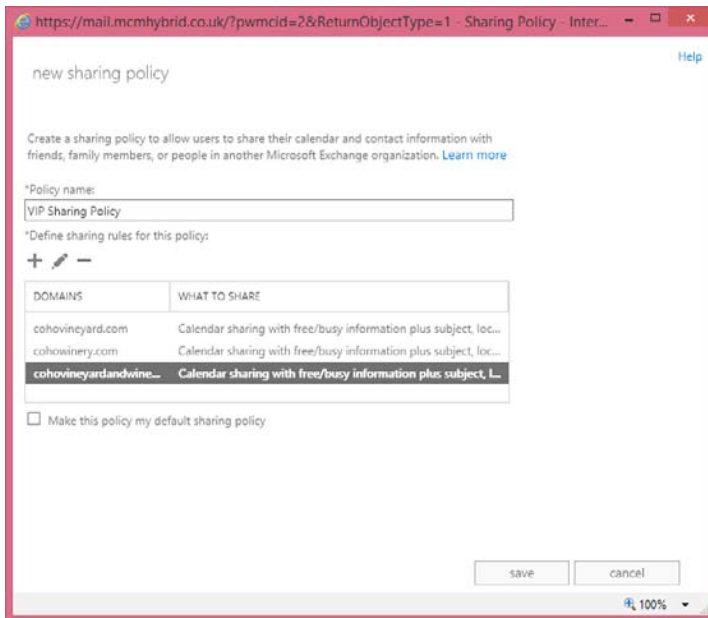 https://mail.mcmhybrid.co.uk/?pwmcid=2&ReturnObjectType=1 - Sharing Policy - Inter...
Help
new sharing policy
Create a sharing policy to allow users to share their calendar and contact information with
friends, family members, or people in another Microsoft Exchange organization. Learn more
*Policy name:
VIP Sharing Policy
*Define sharing rules for this policy:
DOMAINS WHAT TO SHARE
cohovineyard.com Calendar sharing with free/busy information plus subject, loc...
cohowinery.com Calendar sharing with free/busy information plus subject, loc...
cohovineyardandwine... Calendar sharing with free/busy information plus subject, l...
Make this policy my default sharing policy
save cancel
100%